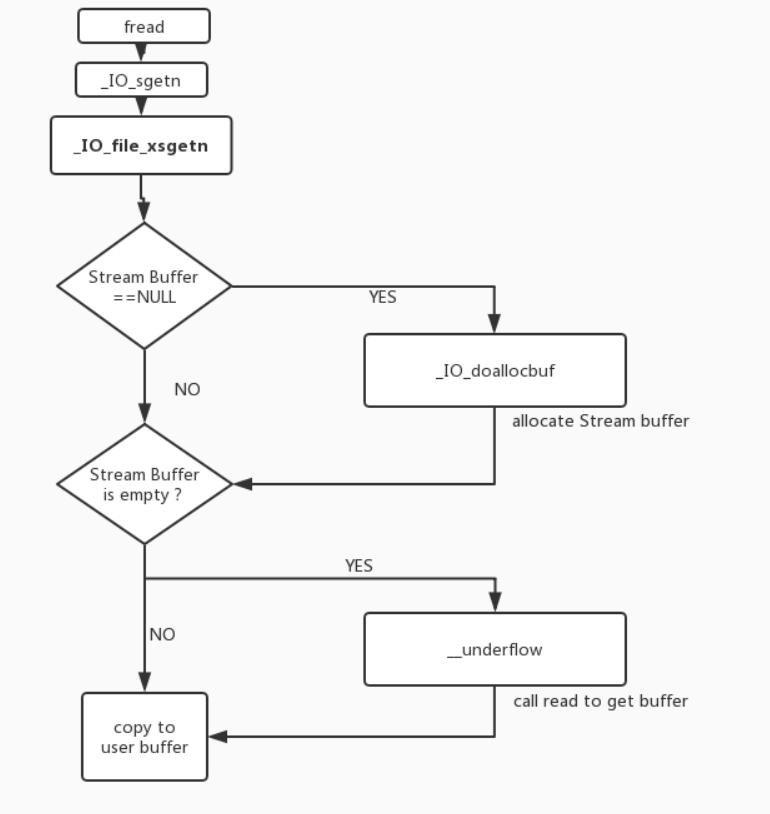 fread
_IO_sgetn
_IO_file_xsgetn
Stream Buffer
==NULL
YES
_IO_doallocbuf
NO
allocate Stream buffer
Stream Buffer
is empty ?
YES
NO
__underflow
call read to get buffer
copy to
user buffer